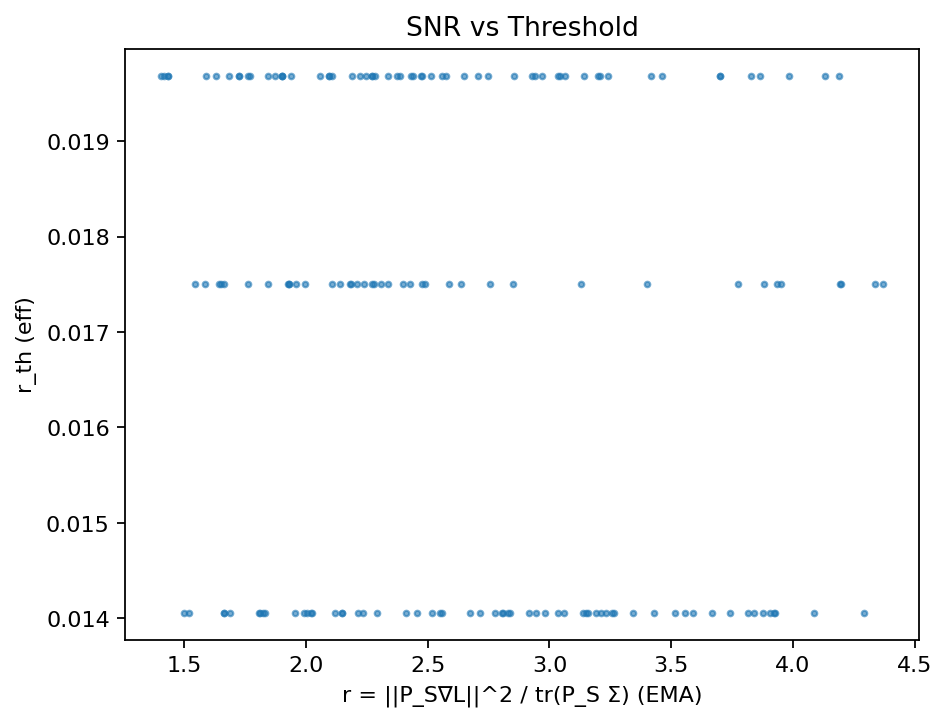 SNR vs Threshold
0.019
0.018
0.017
0.016
0.015
0.014
r_th (eff)
1.5 2.0 2.5 3.0 3.5 4.0 4.5
r = ||P_S∇L||^2 / tr(P_S Σ) (EMA)